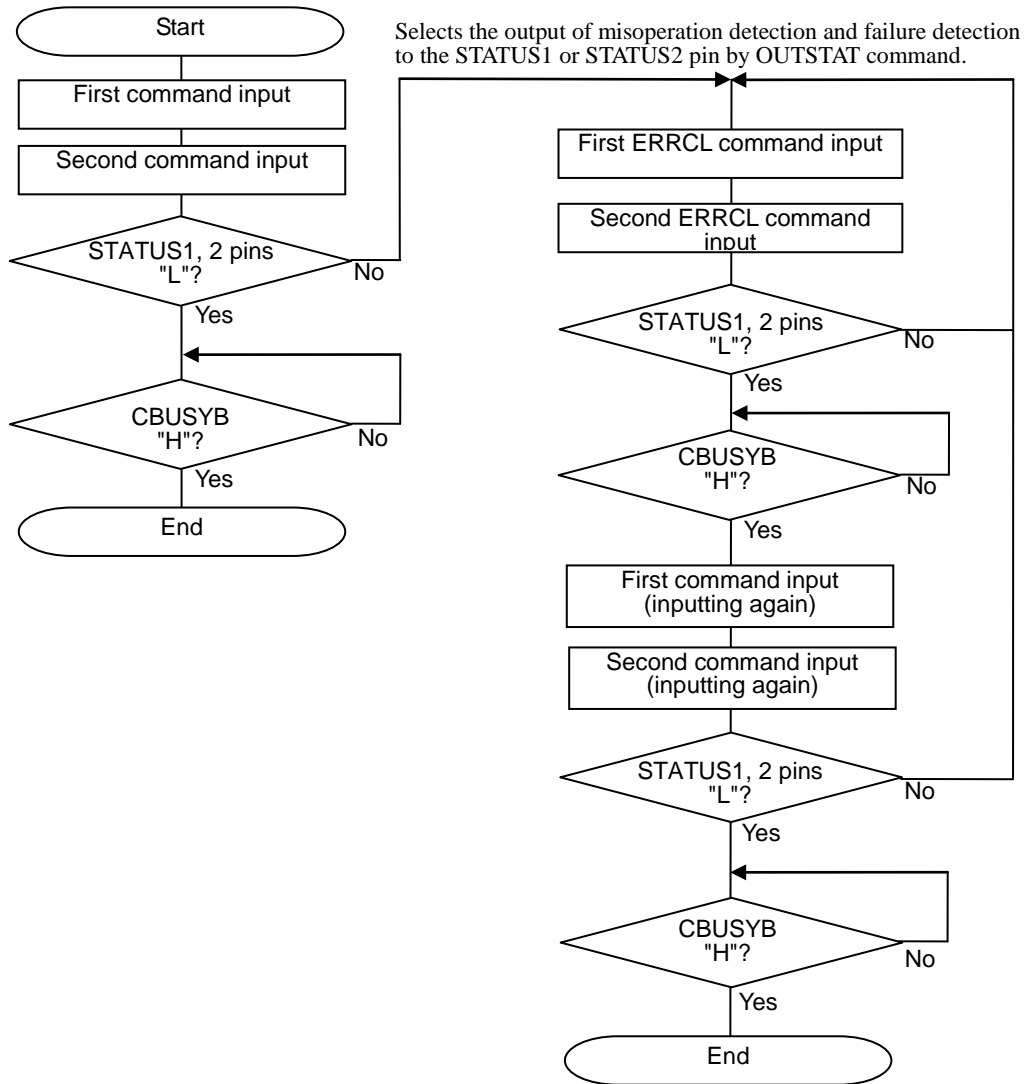 Start
First command input
Second command input
STATUS1, 2 pins
"L"?
No
Yes
CBUSYB
"H"?
No
Yes
End
Selects the output of misoperation detection and failure detection
to the STATUS1 or STATUS2 pin by OUTSTAT command.
First ERRCL command input
Second ERRCL command
input
STATUS1, 2 pins
"L"?
No
Yes
CBUSYB
"H"?
No
Yes
First command input
(inputting again)
Second command input
(inputting again)
STATUS1, 2 pins
"L"?
No
Yes
CBUSYB
"H"?
No
Yes
End